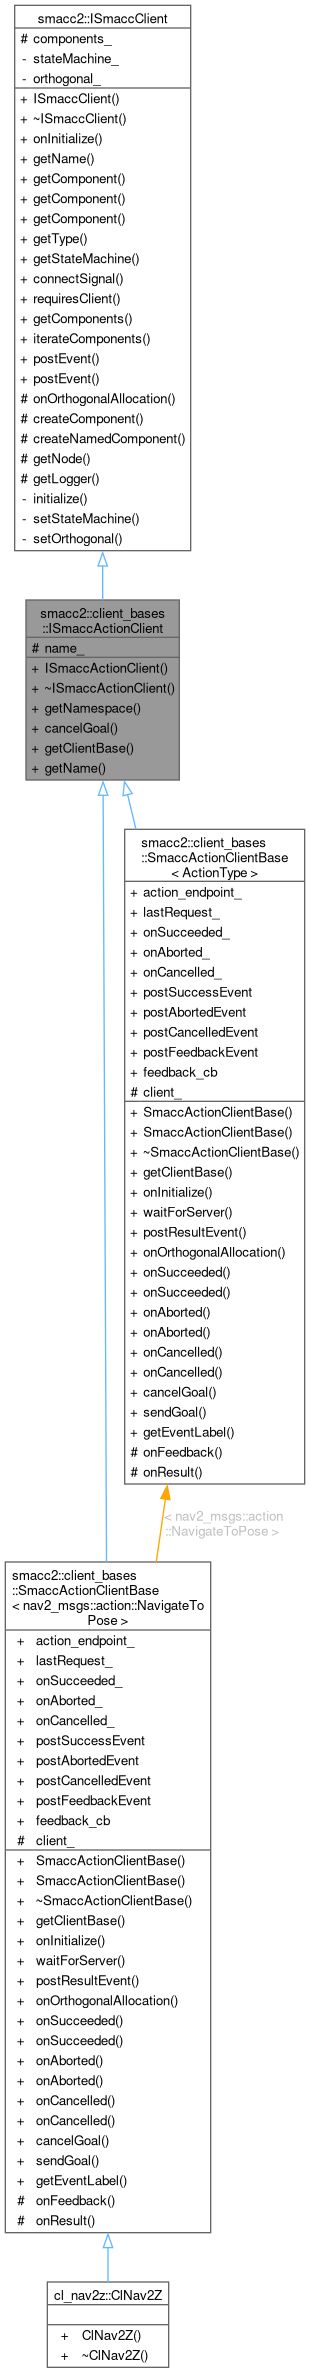 smacc2::ISmaccClient
# components_
- stateMachine_
- orthogonal_
+ ISmaccClient()
+ ~ISmaccClient()
+ onInitialize()
+ getName()
+ getComponent()
+ getComponent()
+ getComponent()
+ getType()
+ getStateMachine()
+ connectSignal()
+ requiresClient()
+ getComponents()
+ iterateComponents()
+ postEvent()
+ postEvent()
# onOrthogonalAllocation()
# createComponent()
# createNamedComponent()
# getNode()
# getLogger()
- initialize()
- setStateMachine()
- setOrthogonal()
smacc2::client_bases
::ISmaccActionClient
# name_
+ ISmaccActionClient()
+ ~ISmaccActionClient()
+ getNamespace()
+ cancelGoal()
+ getClientBase()
+ getName()
smacc2::client_bases
::SmaccActionClientBase
< ActionType >
+ action_endpoint_
+ lastRequest_
+ onSucceeded_
+ onAborted_
+ onCancelled_
+ postSuccessEvent
+ postAbortedEvent
+ postCancelledEvent
+ postFeedbackEvent
+ feedback_cb
# client_
+ SmaccActionClientBase()
+ SmaccActionClientBase()
+ ~SmaccActionClientBase()
+ getClientBase()
+ onInitialize()
+ waitForServer()
+ postResultEvent()
+ onOrthogonalAllocation()
+ onSucceeded()
+ onSucceeded()
+ onAborted()
+ onAborted()
+ onCancelled()
+ onCancelled()
+ cancelGoal()
+ sendGoal()
+ getEventLabel()
# onFeedback()
# onResult()
< nav2_msgs::action
::NavigateToPose >
smacc2::client_bases
::SmaccActionClientBase
< nav2_msgs::action::NavigateTo
Pose >
+ action_endpoint_
+ lastRequest_
+ onSucceeded_
+ onAborted_
+ onCancelled_
+ postSuccessEvent
+ postAbortedEvent
+ postCancelledEvent
+ postFeedbackEvent
+ feedback_cb
# client_
+ SmaccActionClientBase()
+ SmaccActionClientBase()
+ ~SmaccActionClientBase()
+ getClientBase()
+ onInitialize()
+ waitForServer()
+ postResultEvent()
+ onOrthogonalAllocation()
+ onSucceeded()
+ onSucceeded()
+ onAborted()
+ onAborted()
+ onCancelled()
+ onCancelled()
+ cancelGoal()
+ sendGoal()
+ getEventLabel()
# onFeedback()
# onResult()
cl_nav2z::ClNav2Z
+ ClNav2Z()
+ ~ClNav2Z()